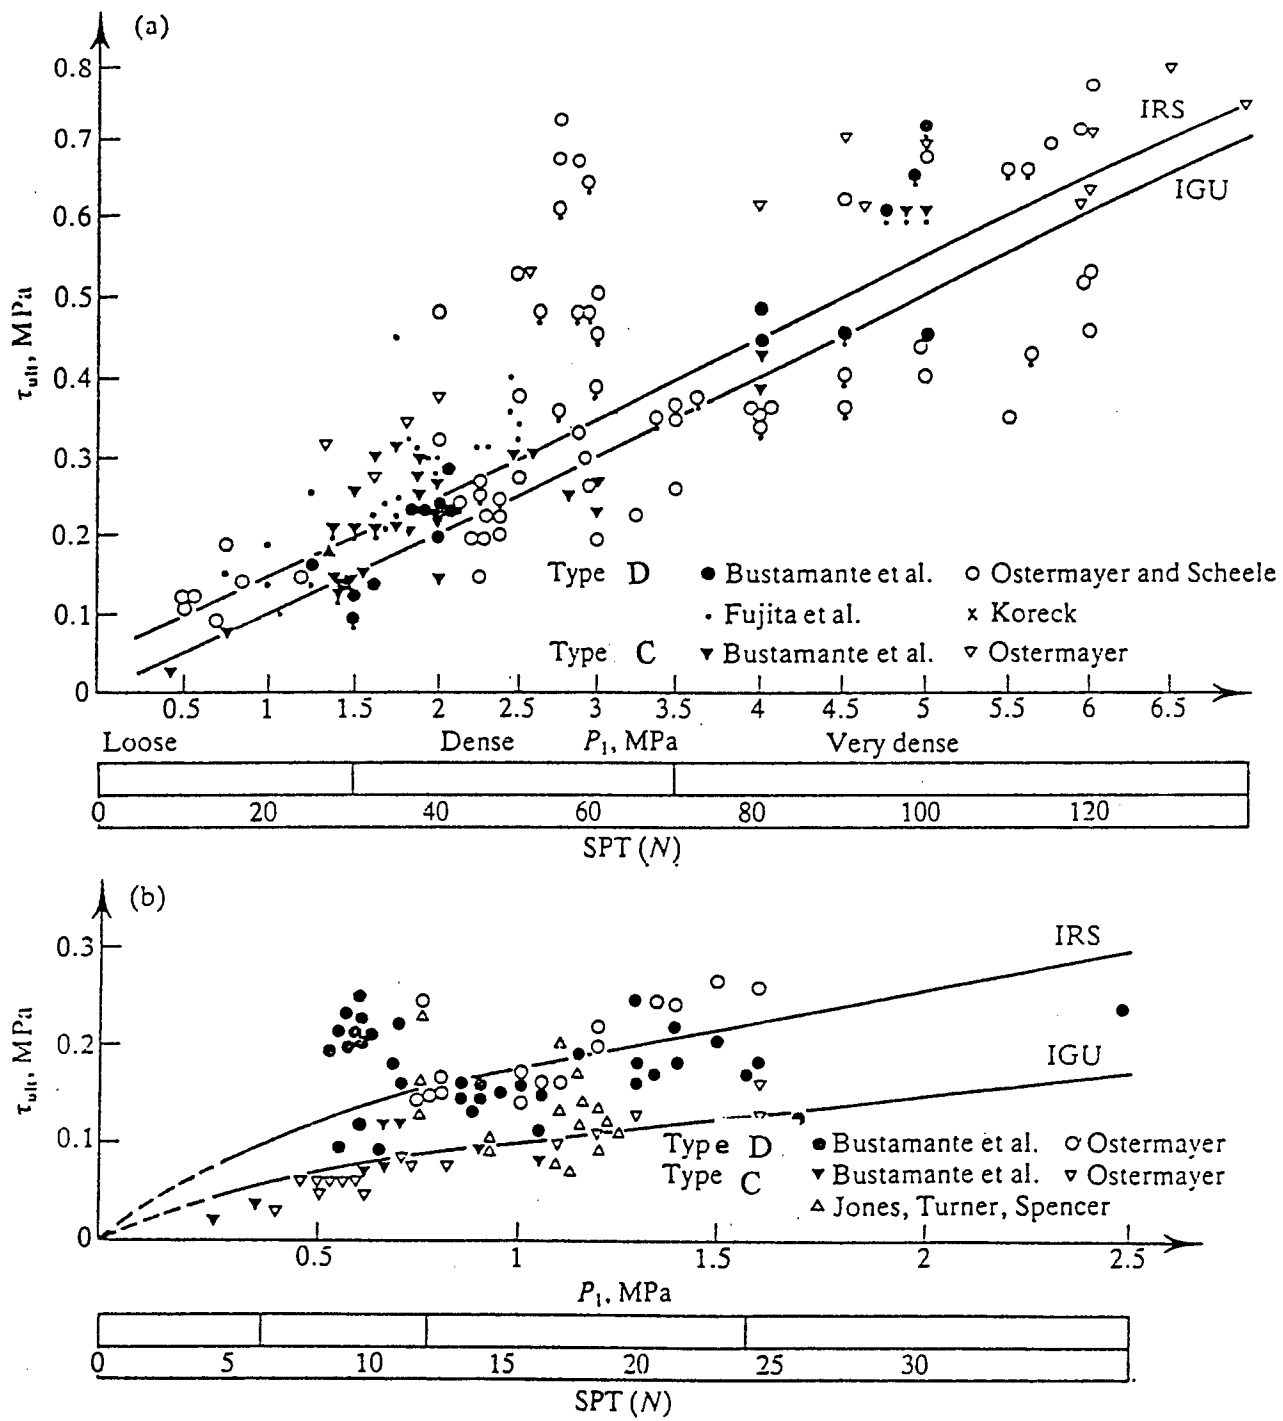 (a)
0.8
0.7
0.6
0.5
0.4
0.3
0.2
0.1
0
τult, MPa
IRS
IGU
Type D ● Bustamante et al. ○ Ostermayer and Scheele
· Fujita et al. x Koreck
Type C ▼ Bustamante et al. ▽ Ostermayer
0.5 1 1.5 2 2.5 3 3.5 4 4.5 5 5.5 6 6.5
Loose Dense P1, MPa Very dense
0 20 40 60 80 100 120
SPT (N)
(b)
0.3
0.2
0.1
0
τult, MPa
IRS
IGU
Type D ● Bustamante et al. ○ Ostermayer
Type C ▼ Bustamante et al. ▽ Ostermayer
△ Jones, Turner, Spencer
0.5 1 1.5 2 2.5
P1, MPa
0 5 10 15 20 25 30
SPT (N)